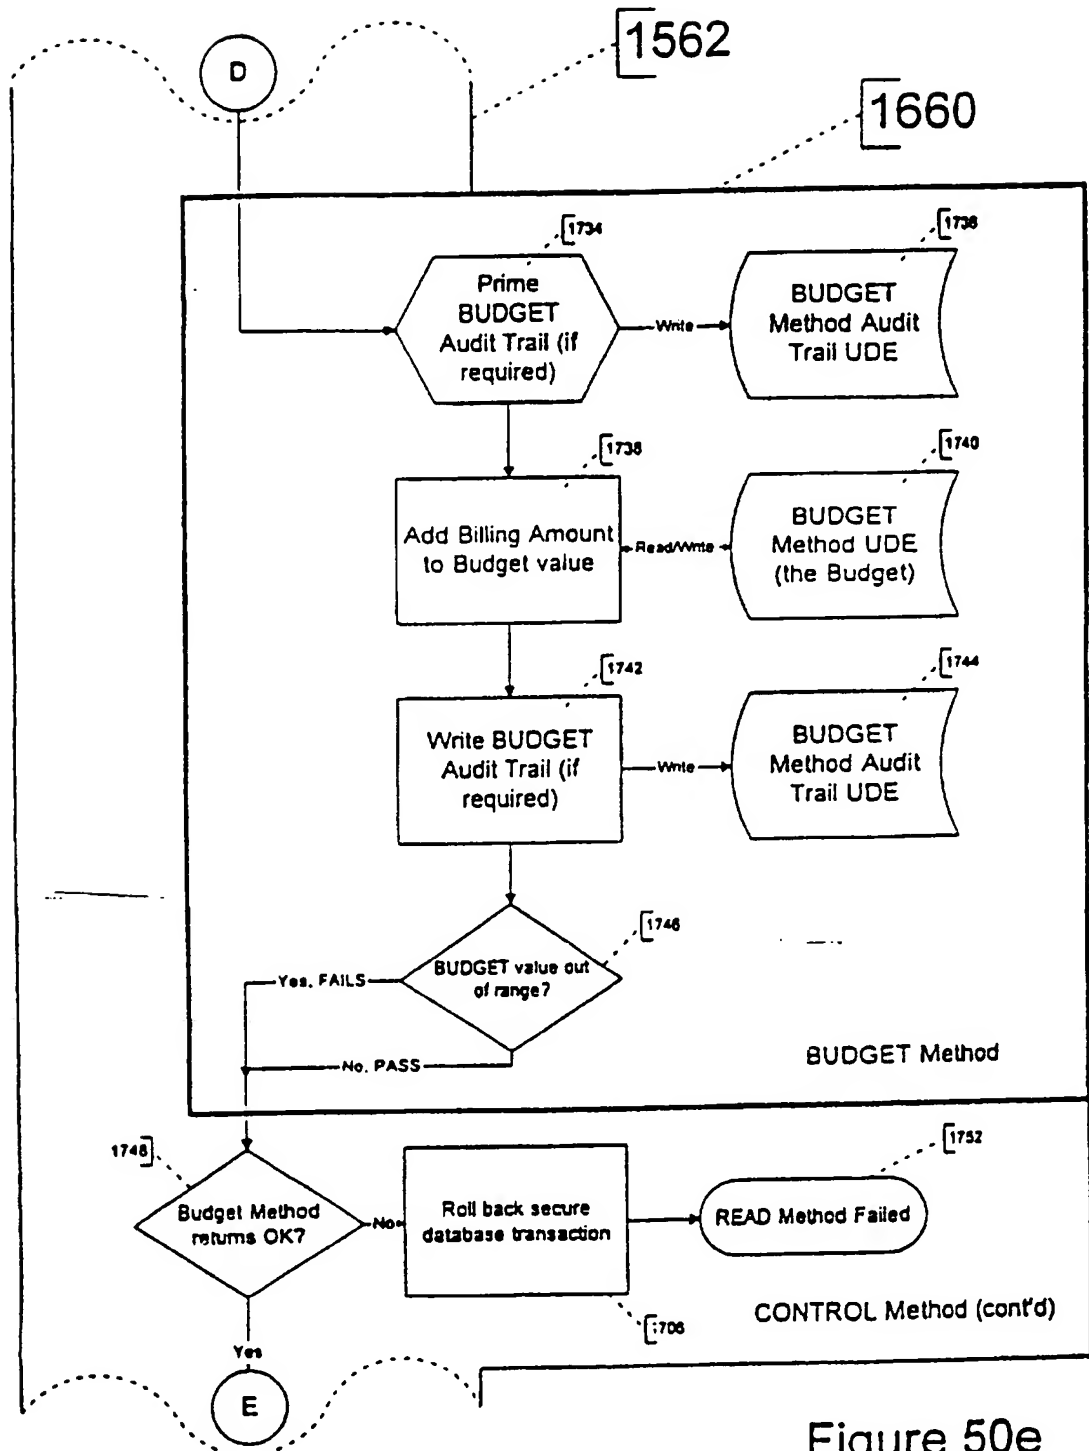 D
1562
1660
1734
Prime
BUDGET
Audit Trail (if
required)
Write
1736
BUDGET
Method Audit
Trail UDE
1738
Add Billing Amount
to Budget value
Read/Write
1740
BUDGET
Method UDE
(the Budget)
1742
Write BUDGET
Audit Trail (if
required)
Write
1744
BUDGET
Method Audit
Trail UDE
1746
BUDGET value out
of range?
Yes, FAILS
No, PASS
BUDGET Method
1748
Budget Method
returns OK?
No
Roll back secure
database transaction
1752
READ Method Failed
CONTROL Method (cont'd)
Yes
E
Figure 50e